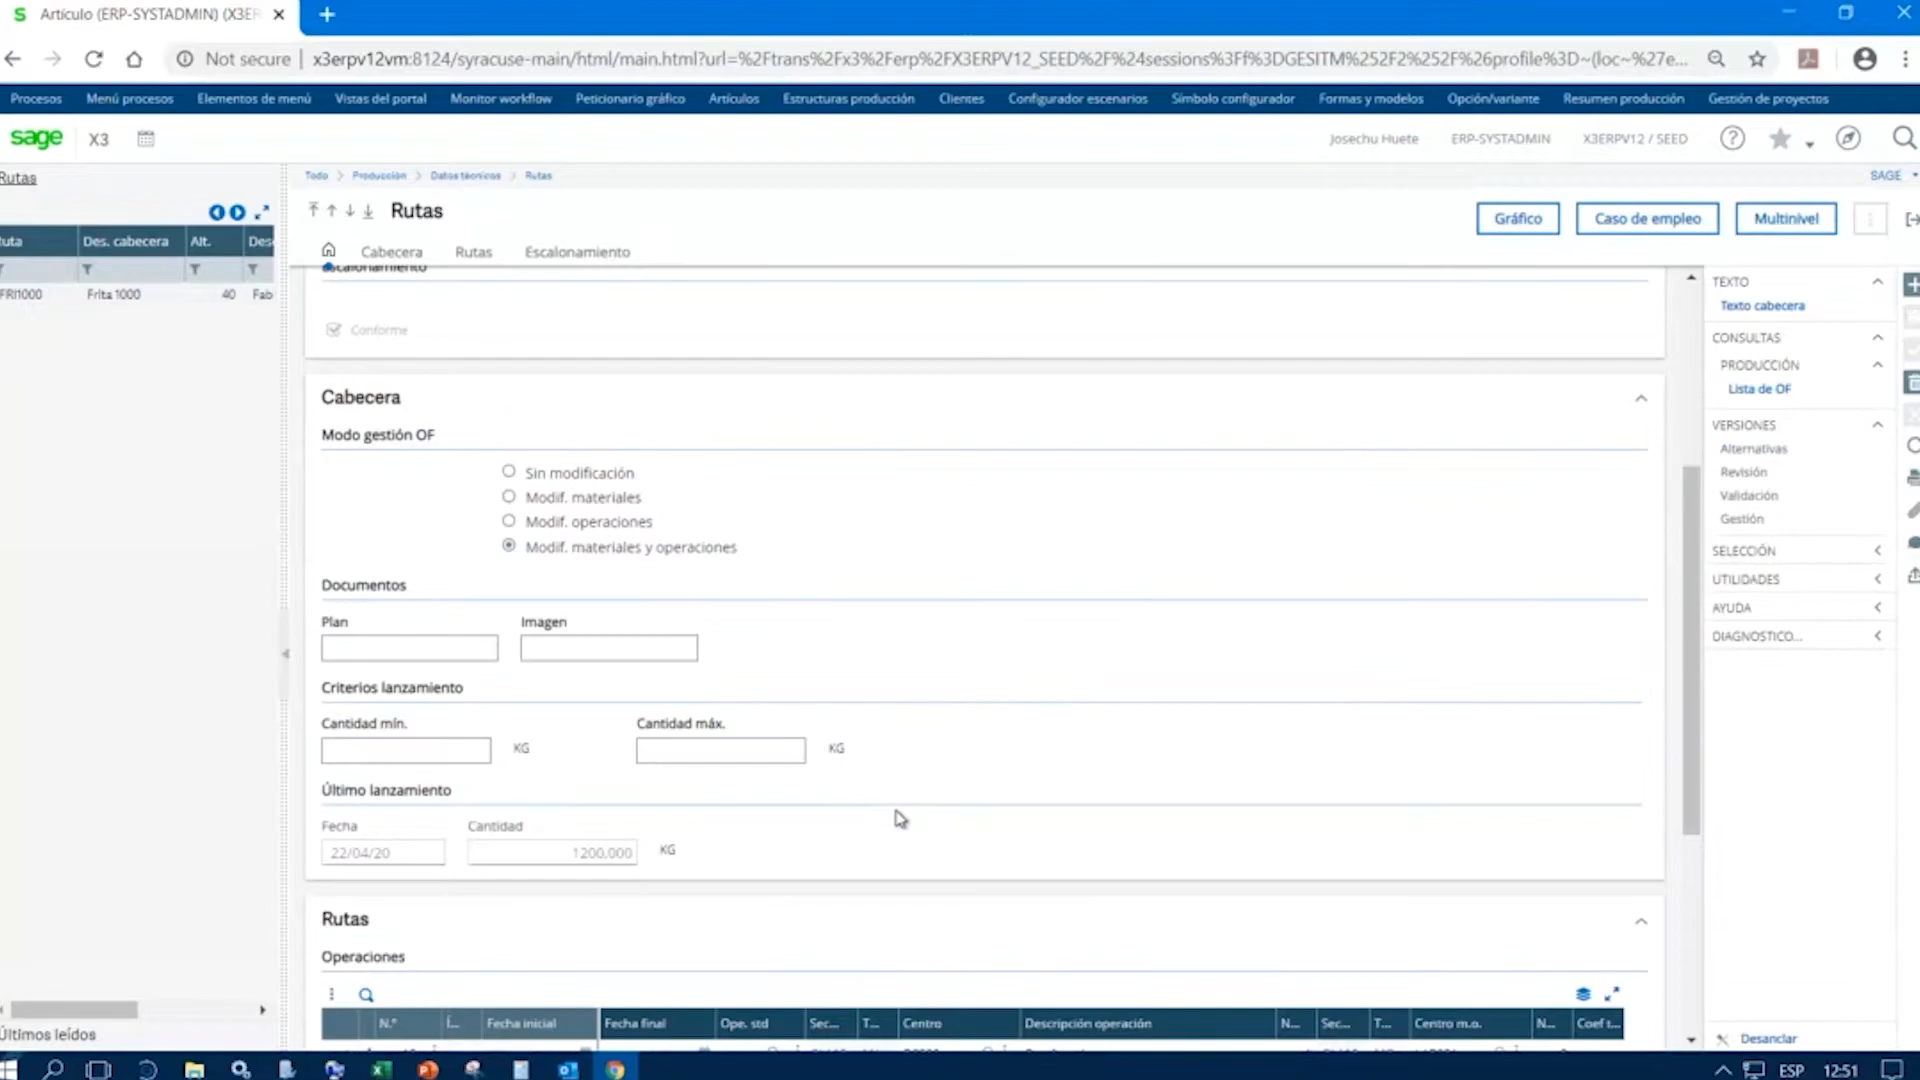 S Artículo (ERP-SYSTADMIN) (X3ER
Not secure | x3erpv12vm:8124/syracuse-main/html/main.html?url=%2Ftrans%2Fx3%2Ferp%2FX3ERPV12_SEED%2F%24sessions%3Ff%3DGESITM%252F2%252F%26profile%3D~(loc~%27e...
Procesos Menú procesos Elementos de menú Vistas del portal Monitor workflow Peticionario gráfico Artículos Estructuras producción Clientes Configurador escenarios Símbolo configurador Formas y modelos Opción/variante Resumen producción Gestión de proyectos
sage X3 Josechu Huete ERP-SYSTADMIN X3ERPV12 / SEED
Rutas
Todo > Producción > Datos técnicos > Rutas
SAGE
Rutas
Gráfico Caso de empleo Multinivel
uta Des. cabecera Alt. Des
Cabecera Rutas Escalonamiento
FRI1000 Frita 1000 40 Fab
Escalonamiento
Conforme
Cabecera
Modo gestión OF
Sin modificación
Modif. materiales
Modif. operaciones
Modif. materiales y operaciones
Documentos
Plan Imagen
Criterios lanzamiento
Cantidad mín. Cantidad máx.
KG KG
Último lanzamiento
Fecha Cantidad
22/04/20 1200,000 KG
Rutas
Operaciones
N.º Í... Fecha inicial Fecha final Ope. std Sec... T... Centro Descripción operación N... Sec... T... Centro m.o. N... Coef t...
TEXTO
Texto cabecera
CONSULTAS
PRODUCCIÓN
Lista de OF
VERSIONES
Alternativas
Revisión
Validación
Gestión
SELECCIÓN
UTILIDADES
AYUDA
DIAGNOSTICO...
Desanclar
Últimos leídos
ESP 12:51